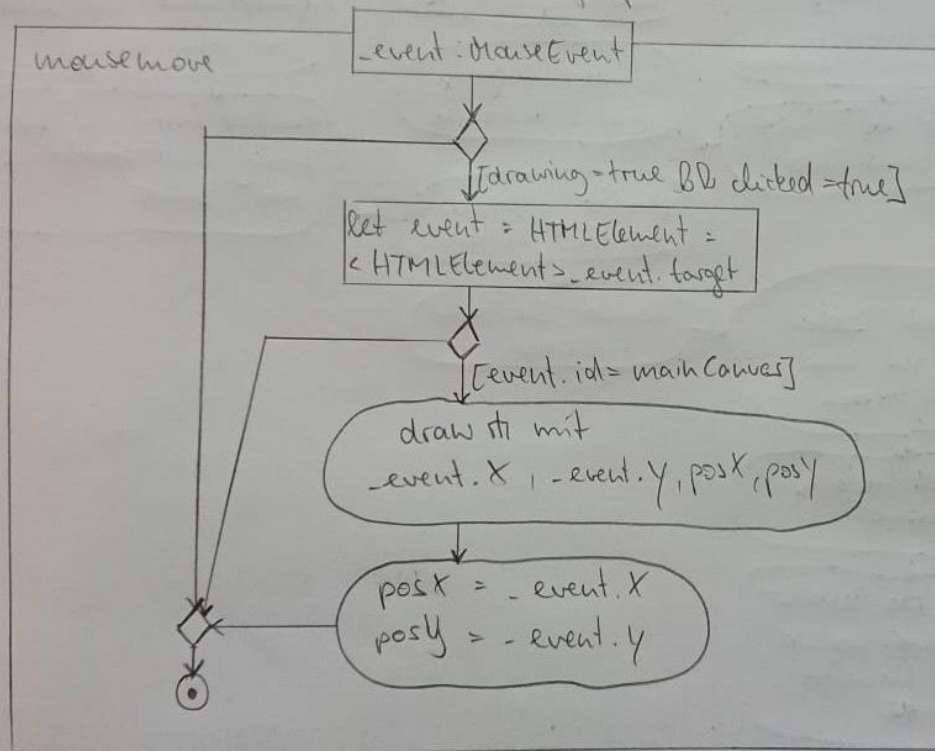 _event:MouseEvent
mousemove
[drawing=true && clicked=true]
let event = HTMLElement =
<HTMLElement>_event.target
[event.id=mainCanvas]
draw mit
_event.X, _event.Y, posX, posY
posX = _event.X
posY = _event.Y